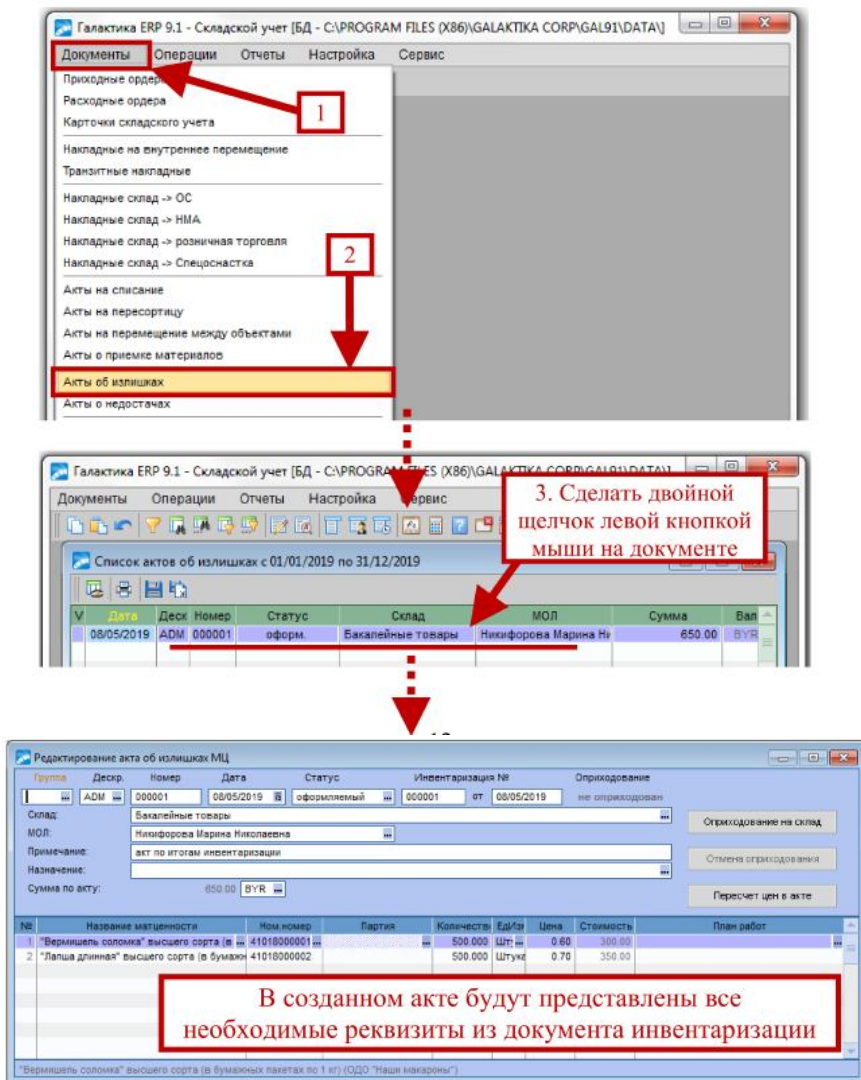 Галактика ERP 9.1 - Складской учет [БД - C:\PROGRAM FILES (X86)\GALAKTIKA CORP\GAL91\DATA\]
Документы Операции Отчеты Настройка Сервис
Приходные ордера
Расходные ордера
1
Карточки складского учета
Накладные на внутреннее перемещение
Транзитные накладные
Накладные склад -> ОС
Накладные склад -> НМА
Накладные склад -> розничная торговля
2
Накладные склад -> Спецоснастка
Акты на списание
Акты на пересортицу
Акты на перемещение между объектами
Акты о приемке материалов
Акты об излишках
Акты о недостачах
Галактика ERP 9.1 - Складской учет [БД - C:\PROGRAM FILES (X86)\GALAKTIKA CORP\GAL91\DATA\]
Документы Операции Отчеты Настройка Сервис
3. Сделать двойной
щелчок левой кнопкой
мыши на документе
Список актов об излишках с 01/01/2019 по 31/12/2019
V Дата Деск Номер Статус Склад МОЛ Сумма Вал
08/05/2019 ADM 000001 оформ. Бакалейные товары Никифорова Марина Ни 650.00 BYR
Редактирование акта об излишках МЦ
Группа Дескр. Номер Дата Статус Инвентаризация № Оприходование
ADM 000001 08/05/2019 оформляемый 000001 от 08/05/2019 не оприходован
Склад: Бакалейные товары
Оприходование на склад
МОЛ: Никифорова Марина Николаевна
Примечание: акт по итогам инвентаризации
Отмена оприходования
Назначение:
Сумма по акту: 650.00 BYR
Пересчет цен в акте
№ Название матценности Ном.номер Партия Количество ЕдИзм Цена Стоимость План работ
1 "Вермишель соломка" высшего сорта (в 41018000001 500.000 Шт 0.60 300.00
2 "Лапша длинная" высшего сорта (в бумажн 41018000002 500.000 Штука 0.70 350.00
В созданном акте будут представлены все
необходимые реквизиты из документа инвентаризации
"Вермишель соломка" высшего сорта (в бумажных пакетах по 1 кг) (ОДО "Наши макароны")